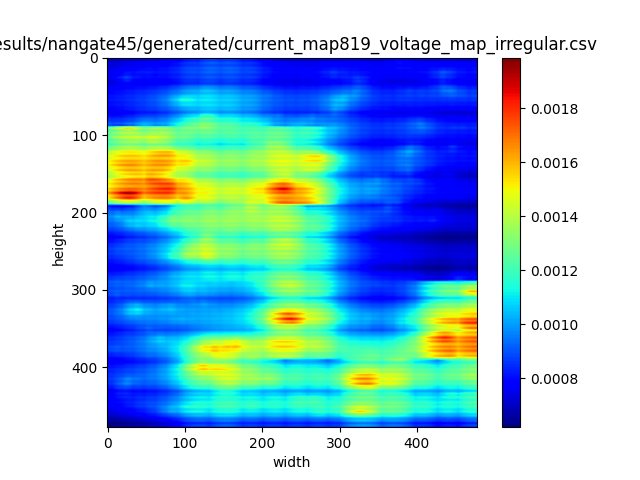 esults/nangate45/generated/current_map819_voltage_map_irregular.csv
0
100
200
300
400
height
0 100 200 300 400
width
0.0018
0.0016
0.0014
0.0012
0.0010
0.0008